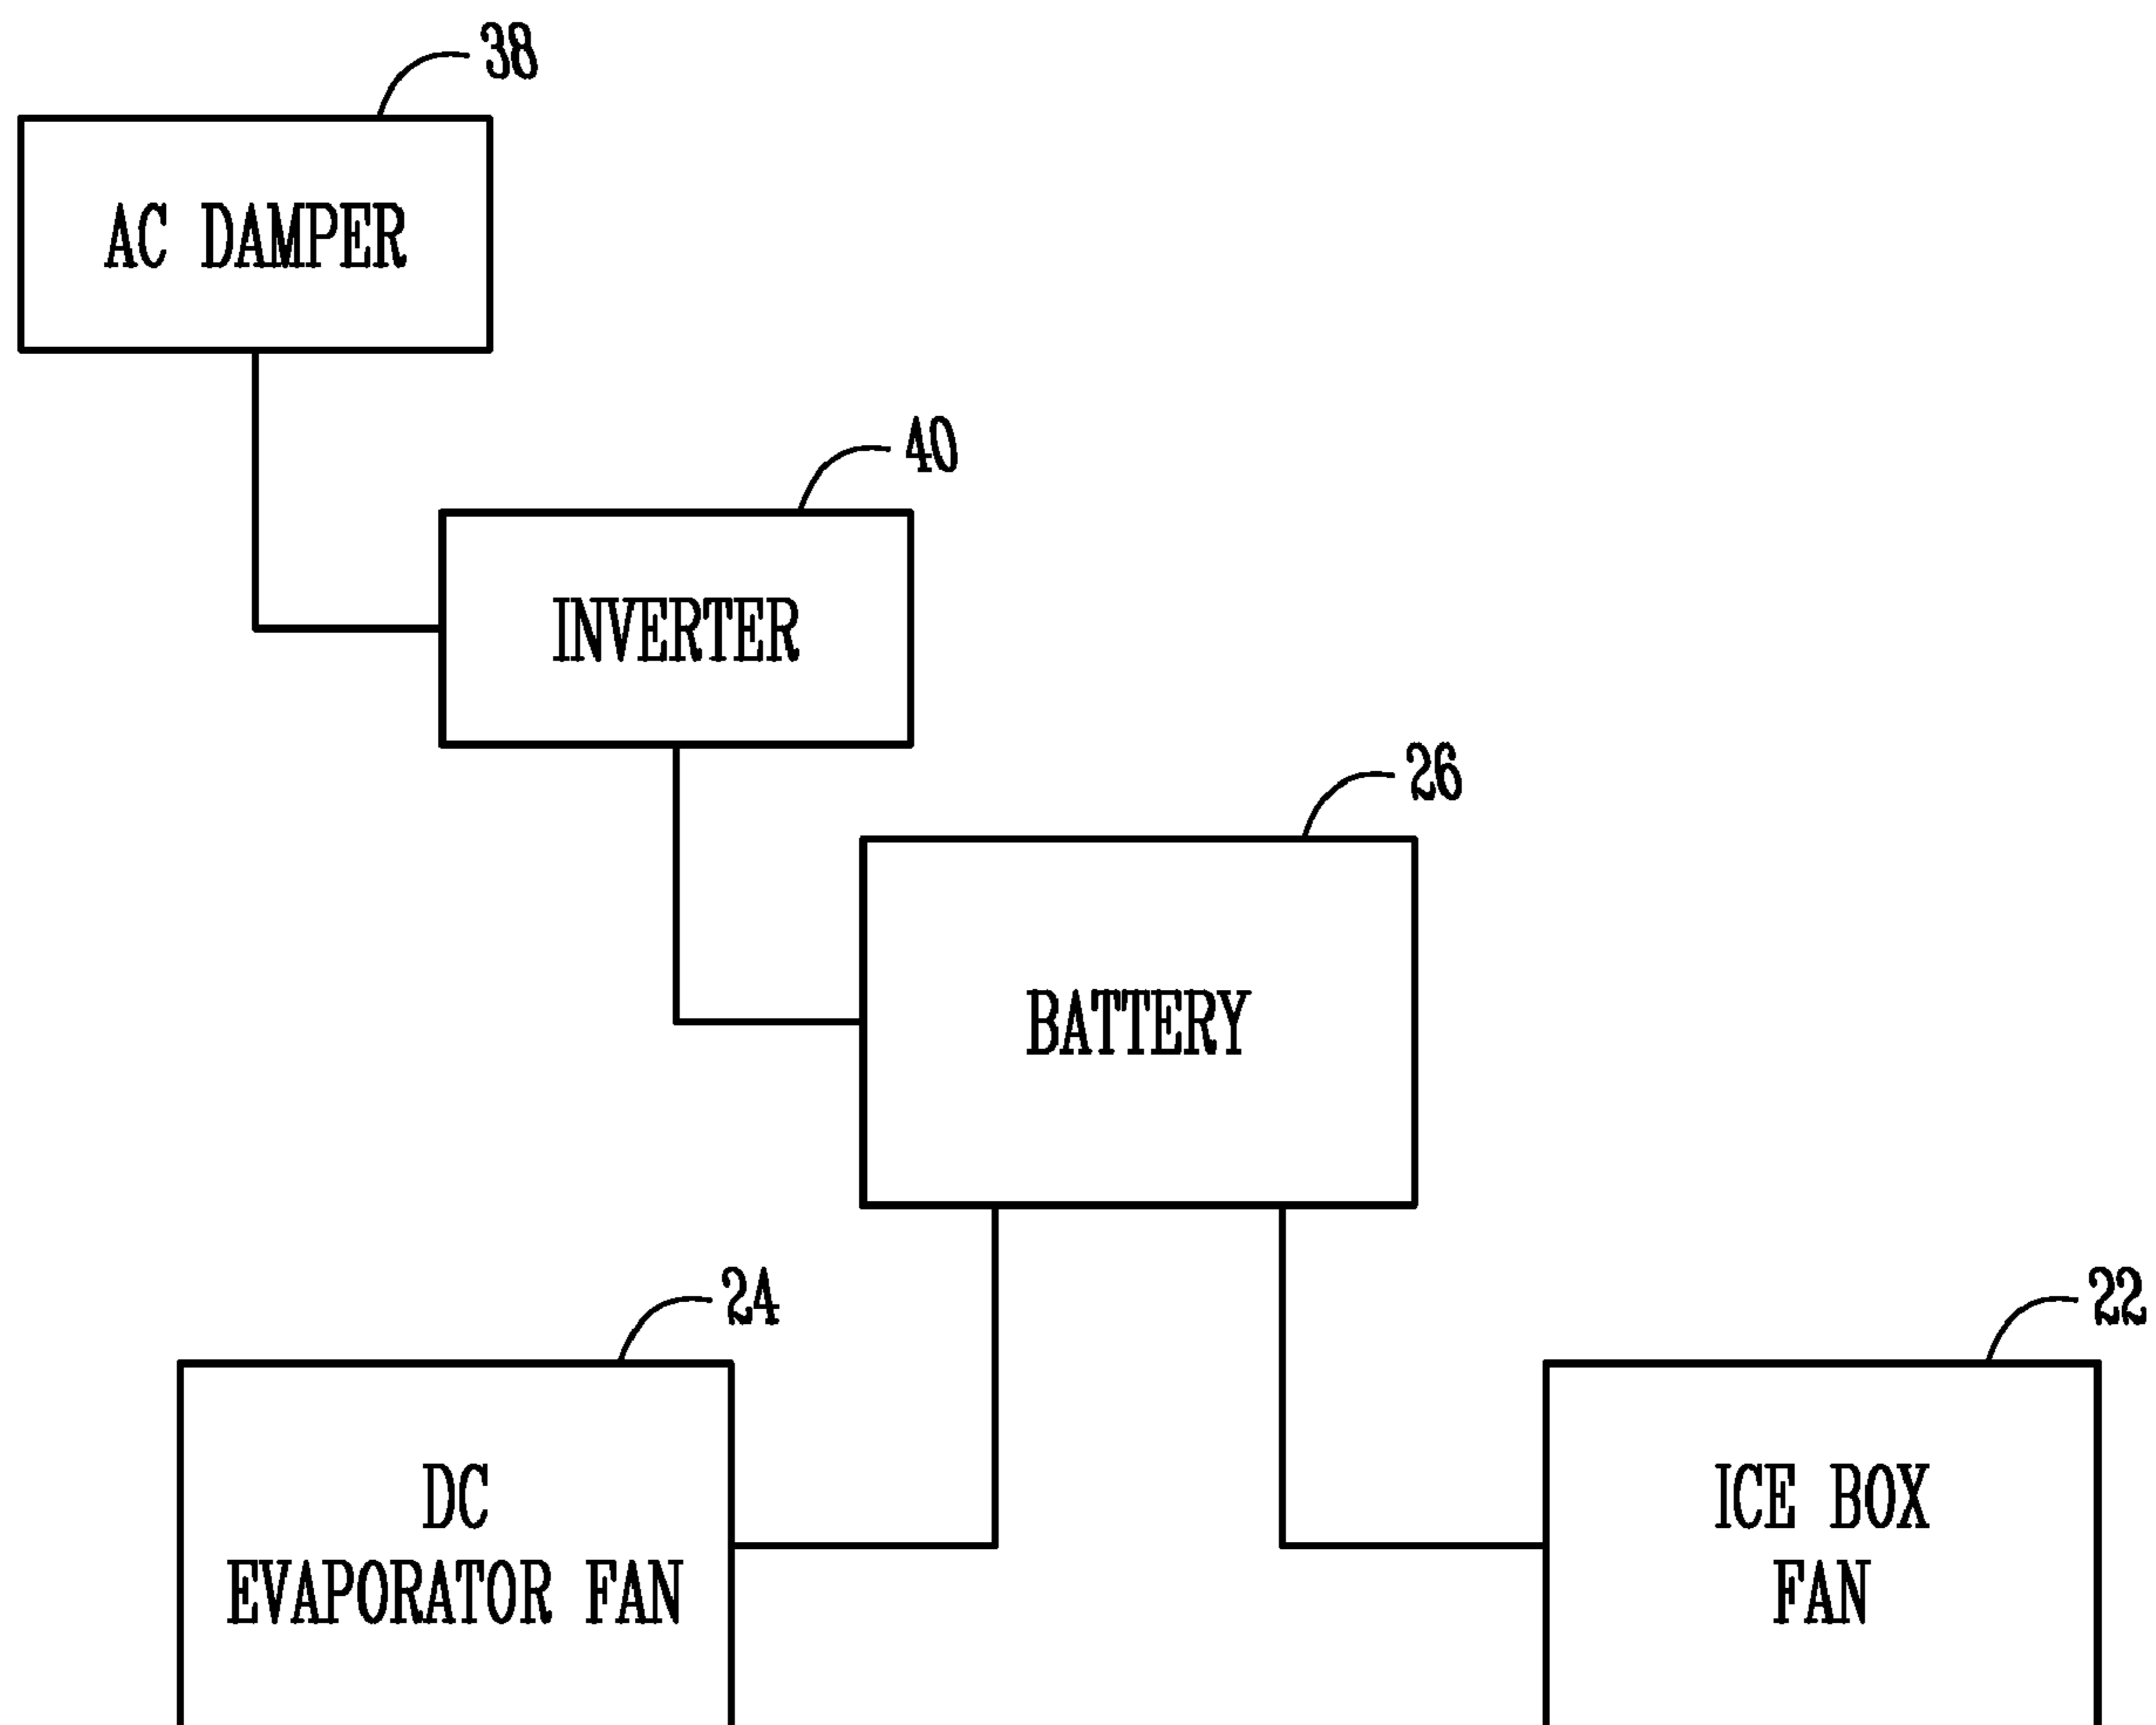 38
AC DAMPER
40
INVERTER
26
BATTERY
24
22
DC
EVAPORATOR FAN
ICE BOX
FAN